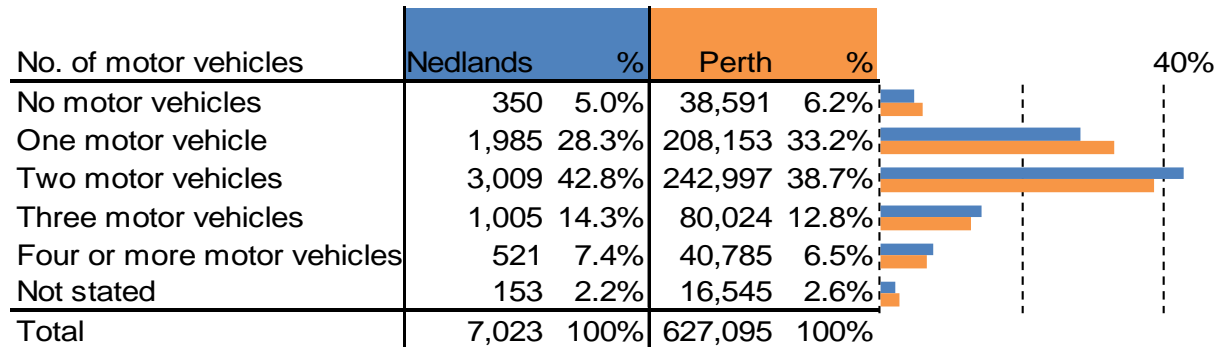 No. of motor vehicles Nedlands % Perth % 40%
No motor vehicles 350 5.0% 38,591 6.2%
One motor vehicle 1,985 28.3% 208,153 33.2%
Two motor vehicles 3,009 42.8% 242,997 38.7%
Three motor vehicles 1,005 14.3% 80,024 12.8%
Four or more motor vehicles 521 7.4% 40,785 6.5%
Not stated 153 2.2% 16,545 2.6%
Total 7,023 100% 627,095 100%